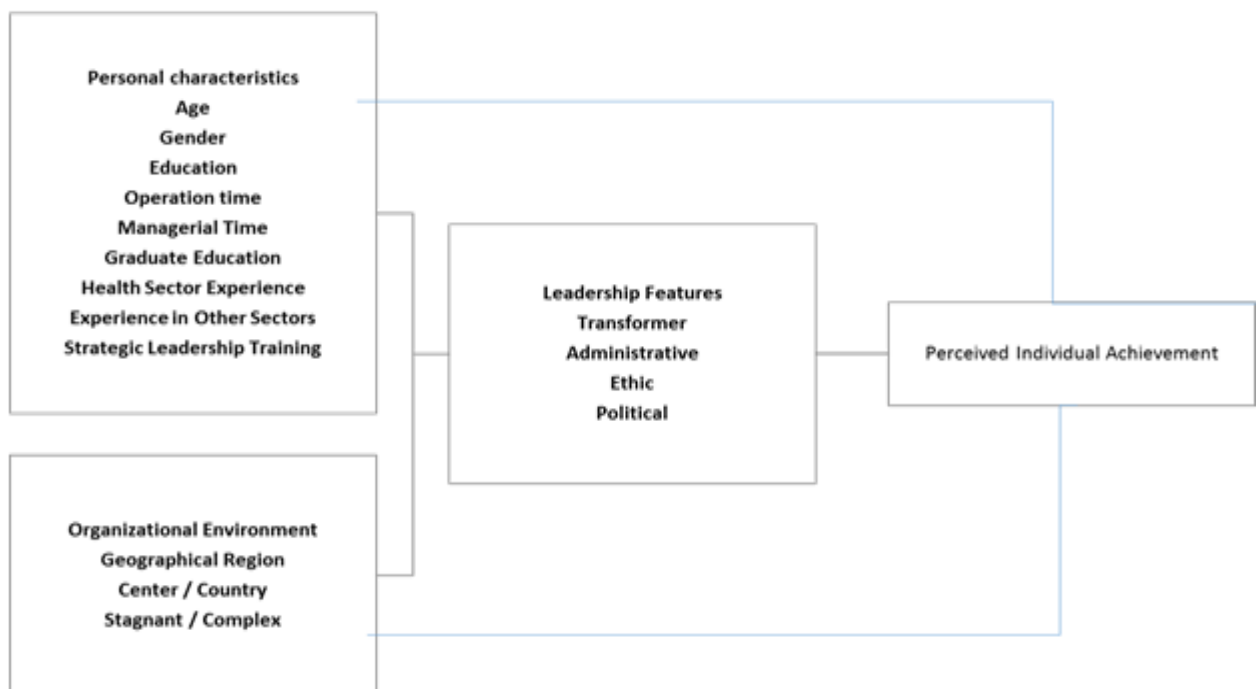 Personal characteristics
Age
Gender
Education
Operation time
Managerial Time
Graduate Education
Health Sector Experience
Experience in Other Sectors
Strategic Leadership Training
Organizational Environment
Geographical Region
Center / Country
Stagnant / Complex
Leadership Features
Transformer
Administrative
Ethic
Political
Perceived Individual Achievement